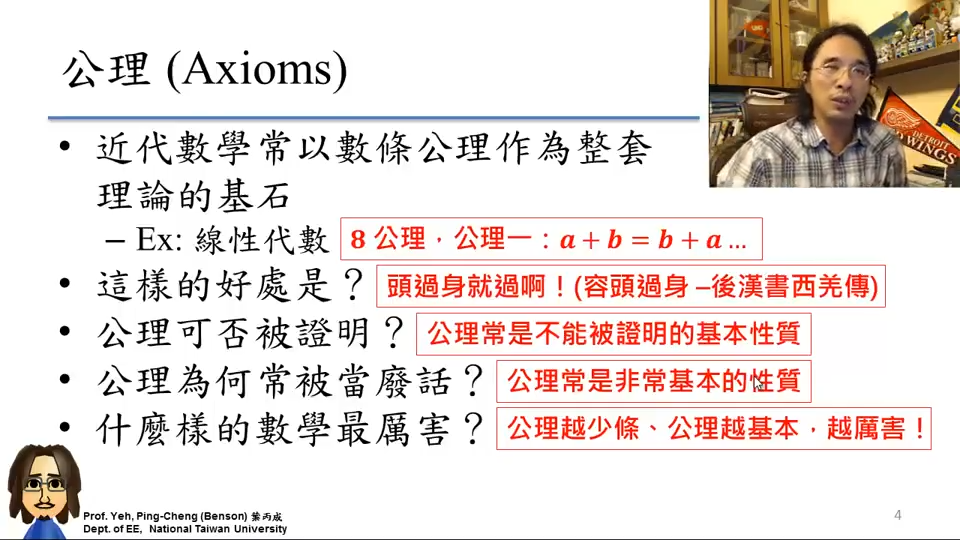 公理 (Axioms)
• 近代數學常以數條公理作為整套
理論的基石
– Ex: 線性代數 8 公理，公理一：a + b = b + a ...
• 這樣的好處是？ 頭過身就過啊！(容頭過身 –後漢書西羌傳)
• 公理可否被證明？ 公理常是不能被證明的基本性質
• 公理為何常被當廢話？ 公理常是非常基本的性質
• 什麼樣的數學最厲害？ 公理越少條、公理越基本，越厲害！
DETROIT
WINGS
Prof. Yeh, Ping-Cheng (Benson) 葉丙成
Dept. of EE, National Taiwan University
4